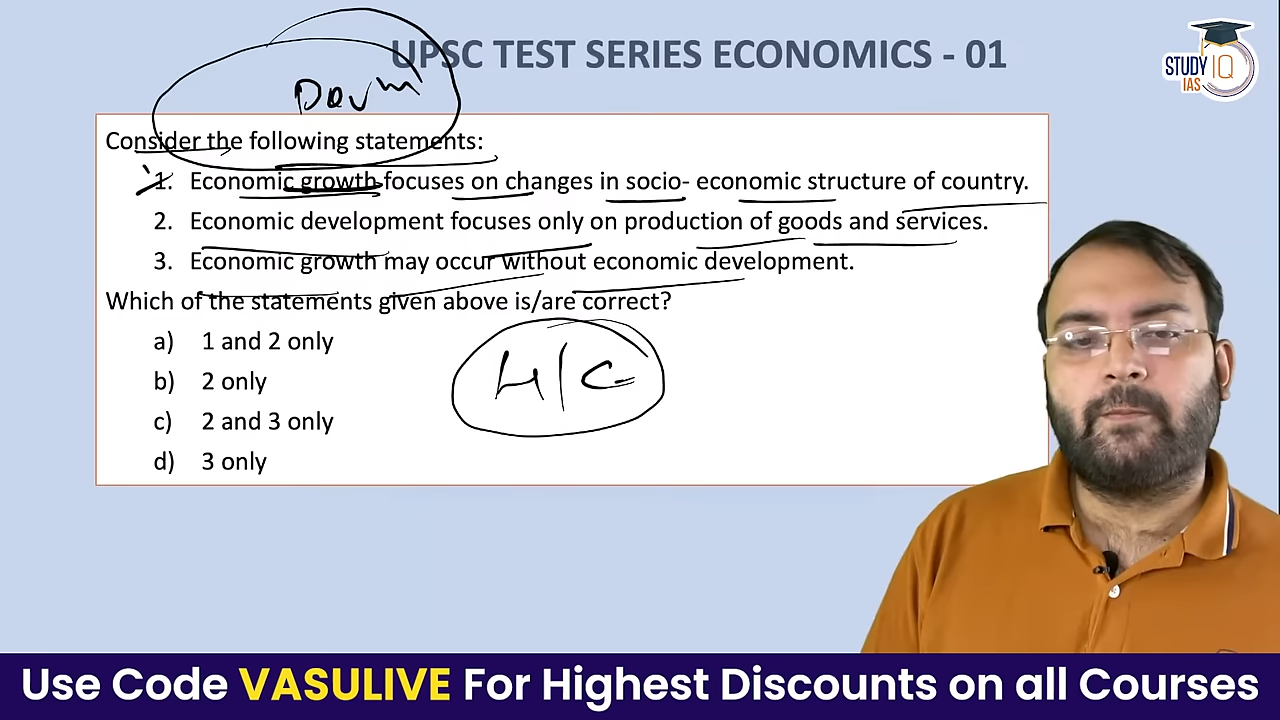 UPSC TEST SERIES ECONOMICS - 01
STUDY IQ
IAS
Dev m
Consider the following statements:
1. Economic growth focuses on changes in socio- economic structure of country.
2. Economic development focuses only on production of goods and services.
3. Economic growth may occur without economic development.
Which of the statements given above is/are correct?
a) 1 and 2 only
b) 2 only
c) 2 and 3 only
d) 3 only
Use Code VASULIVE For Highest Discounts on all Courses